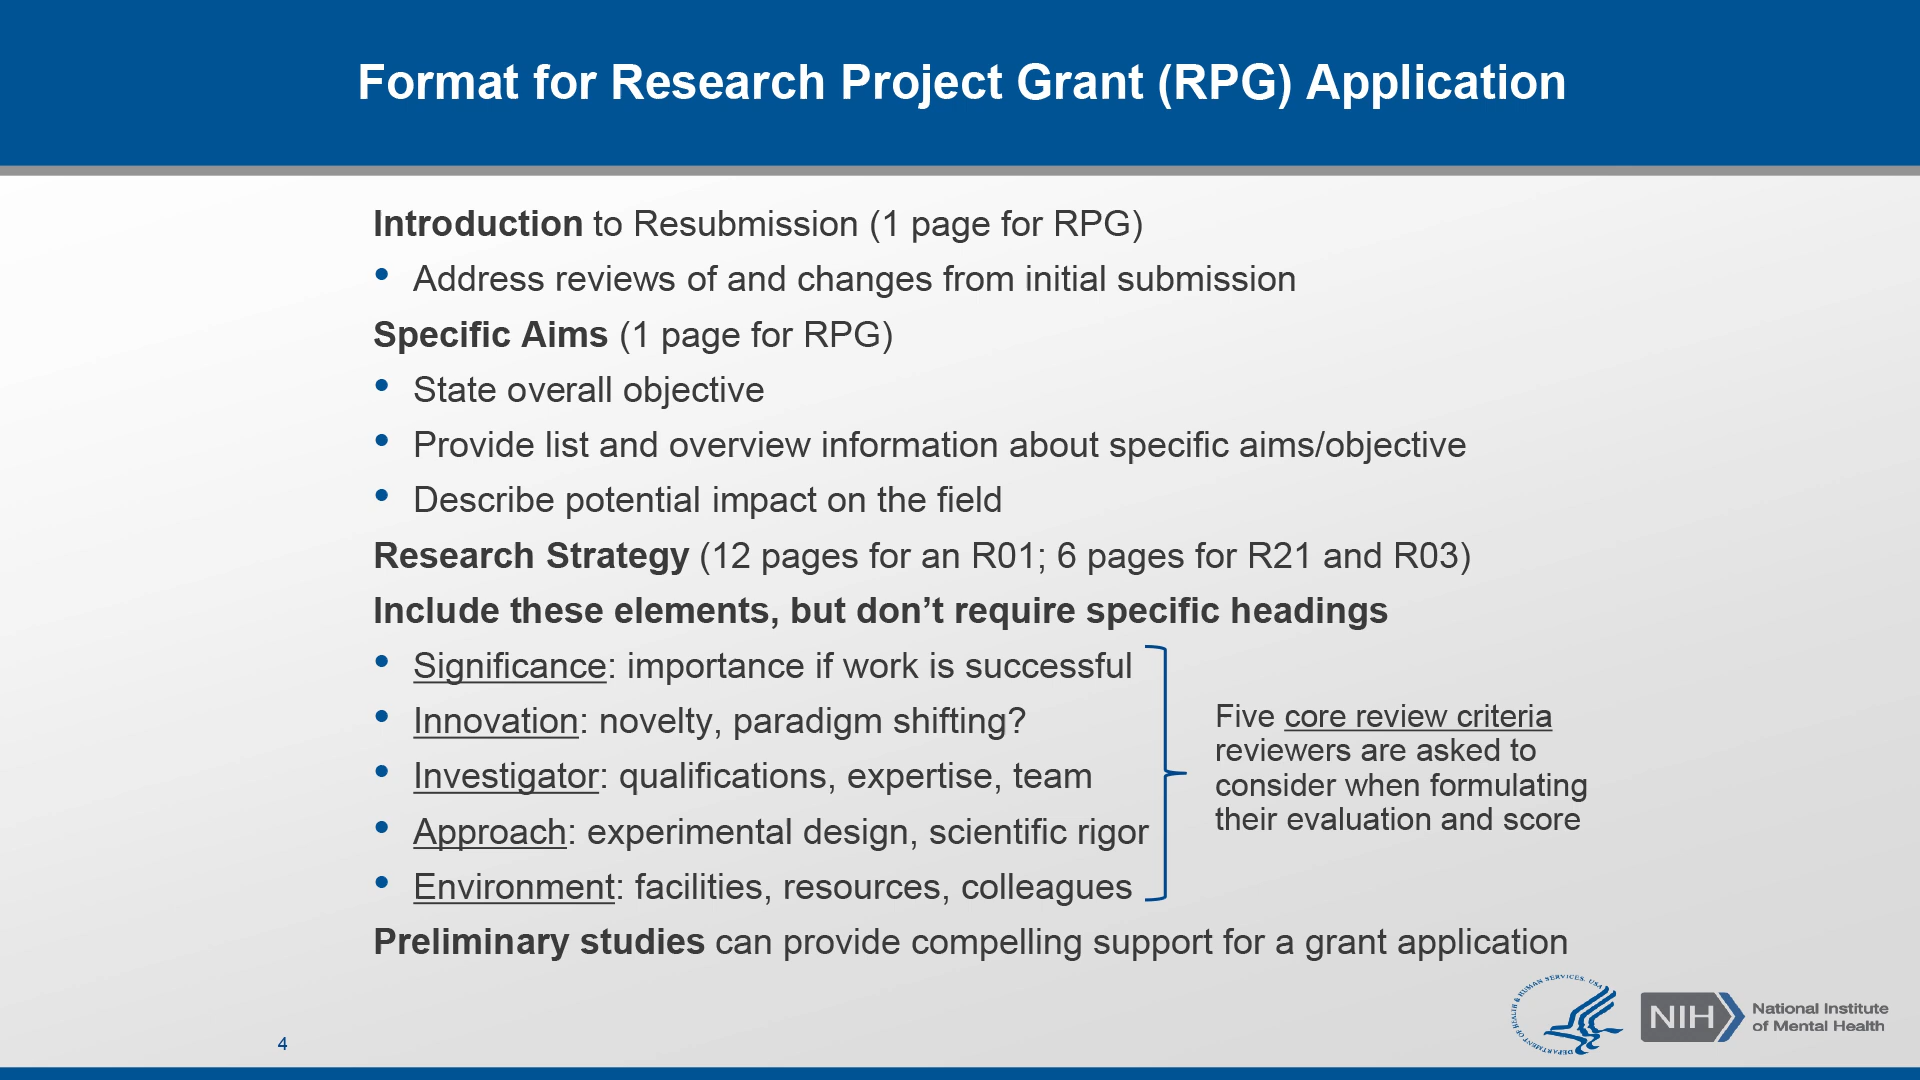 Format for Research Project Grant (RPG) Application
Introduction to Resubmission (1 page for RPG)
• Address reviews of and changes from initial submission
Specific Aims (1 page for RPG)
• State overall objective
• Provide list and overview information about specific aims/objective
• Describe potential impact on the field
Research Strategy (12 pages for an R01; 6 pages for R21 and R03)
Include these elements, but don’t require specific headings
• Significance: importance if work is successful
• Innovation: novelty, paradigm shifting?
• Investigator: qualifications, expertise, team
• Approach: experimental design, scientific rigor
• Environment: facilities, resources, colleagues
Five core review criteria
reviewers are asked to
consider when formulating
their evaluation and score
Preliminary studies can provide compelling support for a grant application
DEPARTMENT OF HEALTH & HUMAN SERVICES. USA
NIH
National Institute
of Mental Health
4